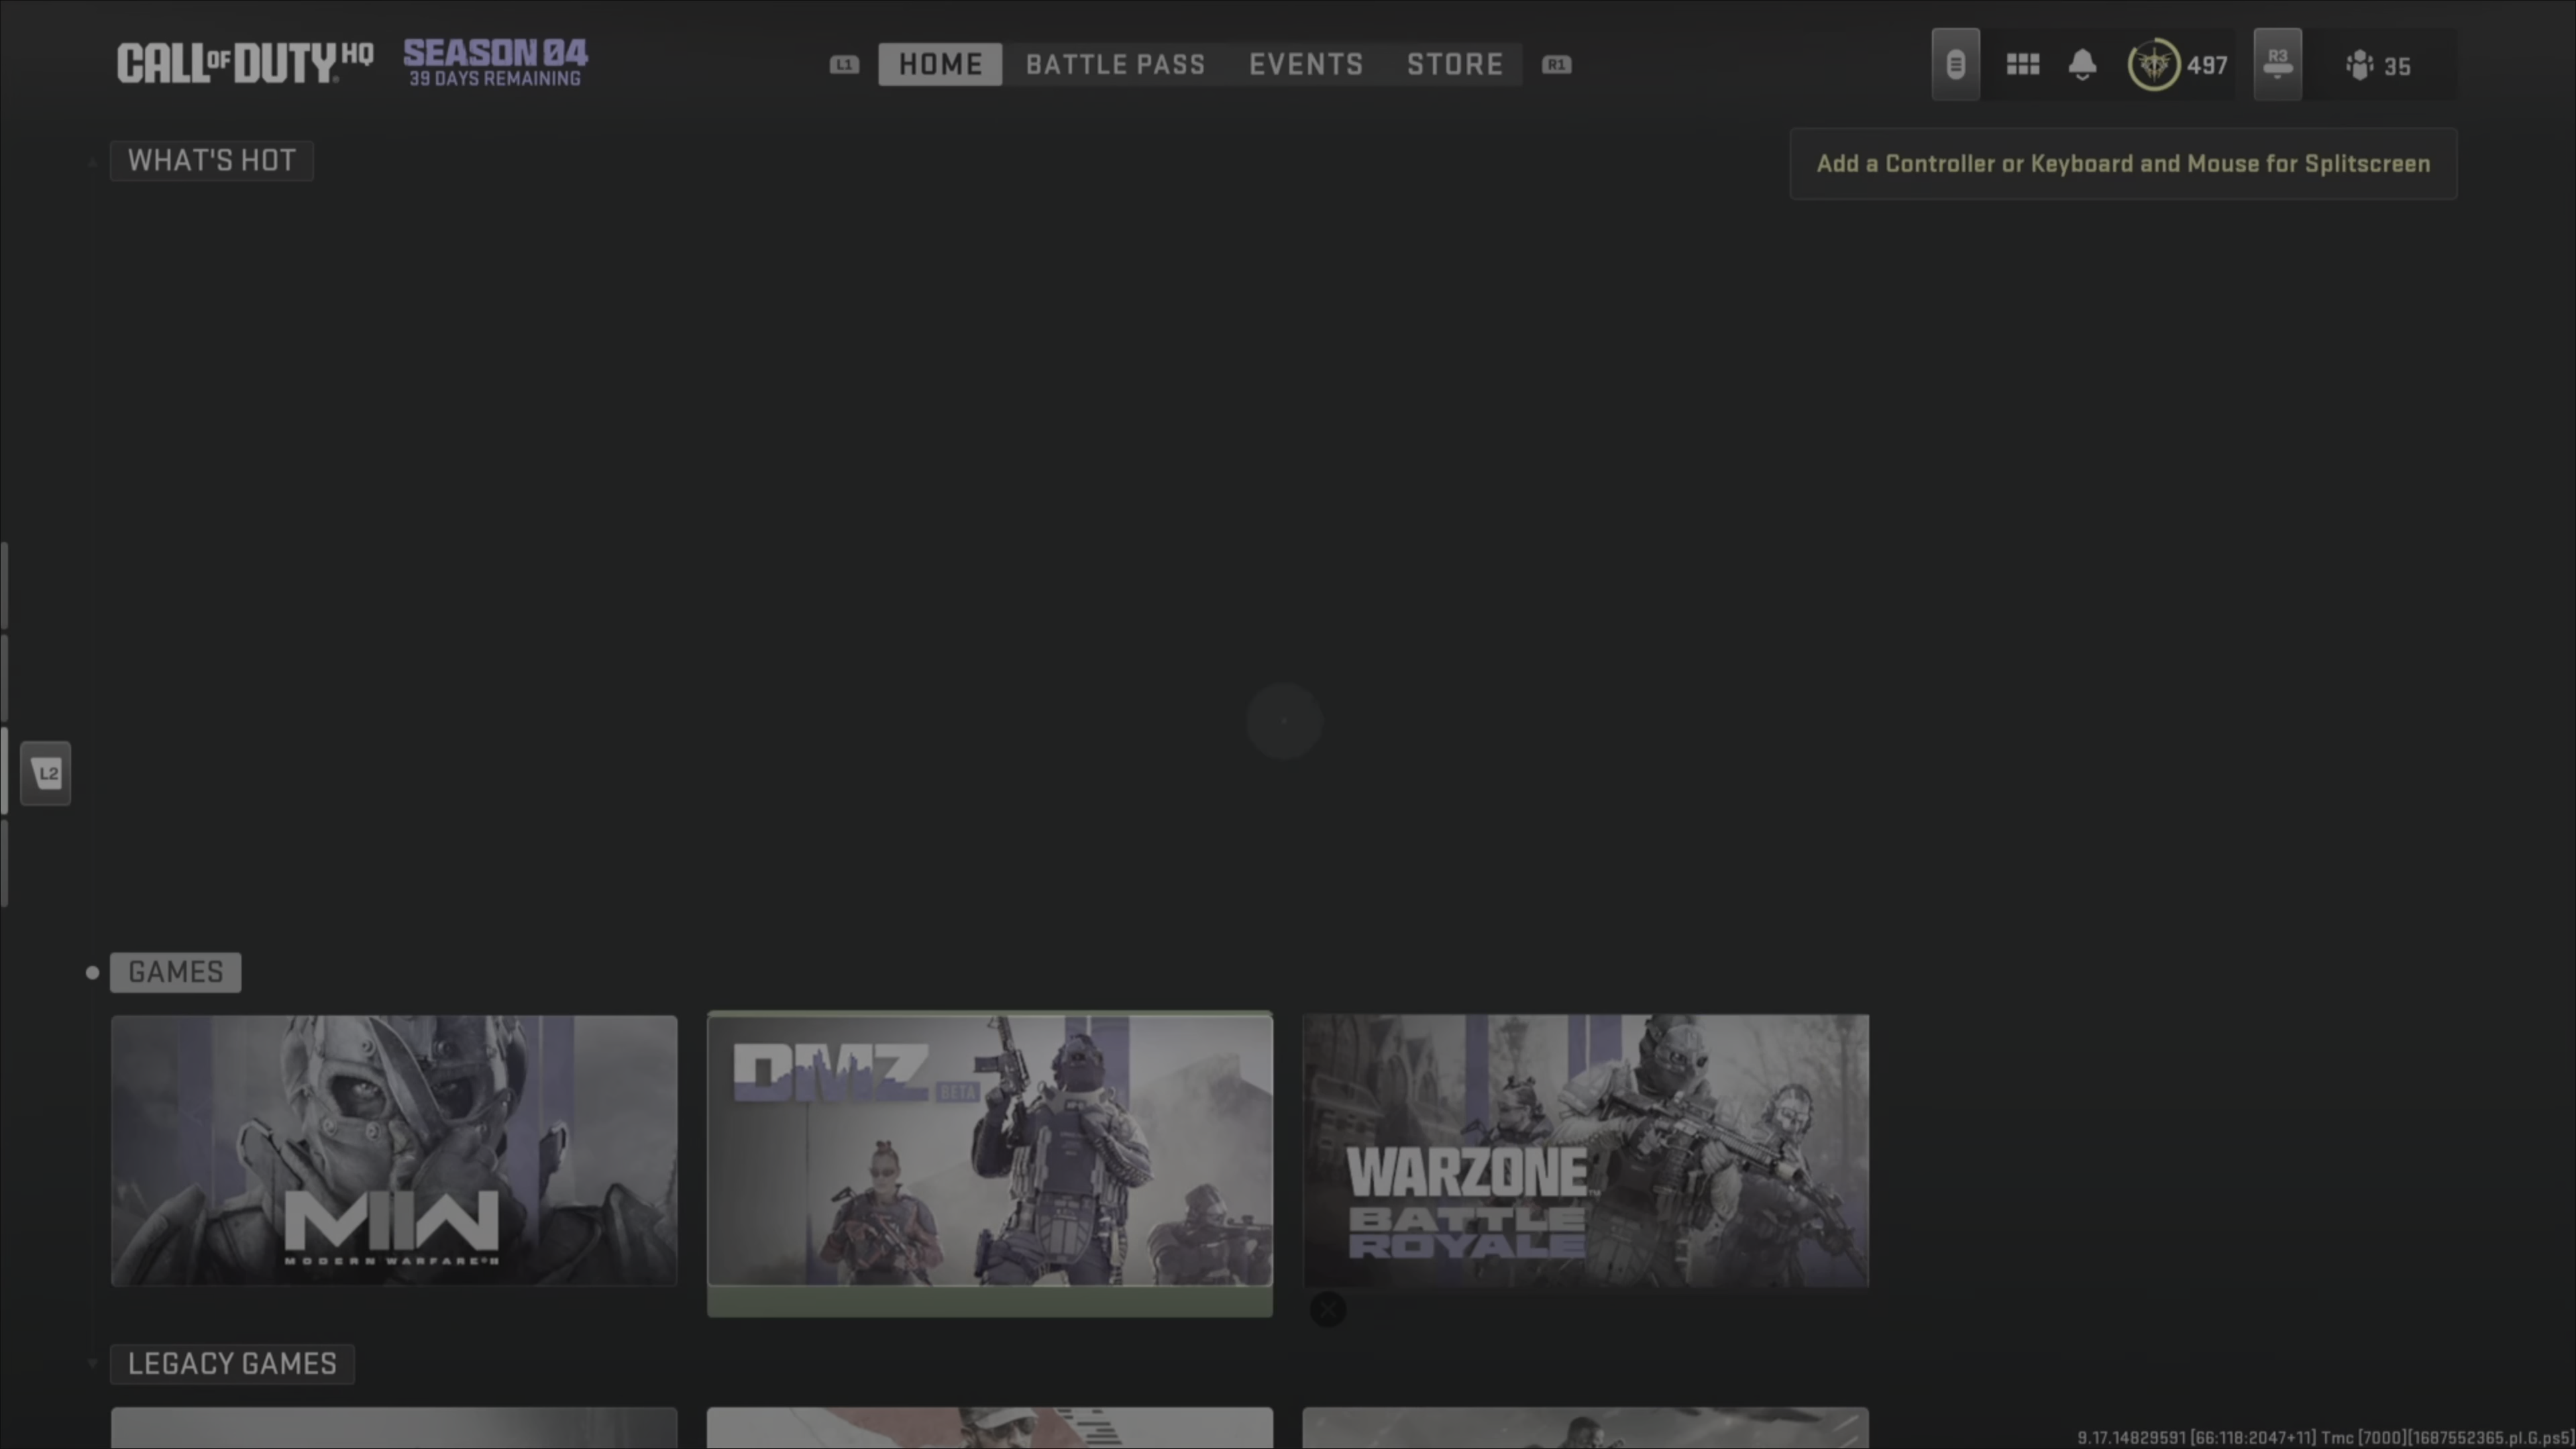 CALL OF DUTY HQ
SEASON 04
39 DAYS REMAINING
L1
HOME
BATTLE PASS
EVENTS
STORE
R1
497
R3
35
WHAT'S HOT
Add a Controller or Keyboard and Mouse for Splitscreen
L2
GAMES
MIIW
MODERN WARFARE II
DMZ
BETA
WARZONE
BATTLE
ROYALE
LEGACY GAMES
9.17.14829591 [66:118:2047+11] Tmc [7000][1687552365.pl.G.ps5]